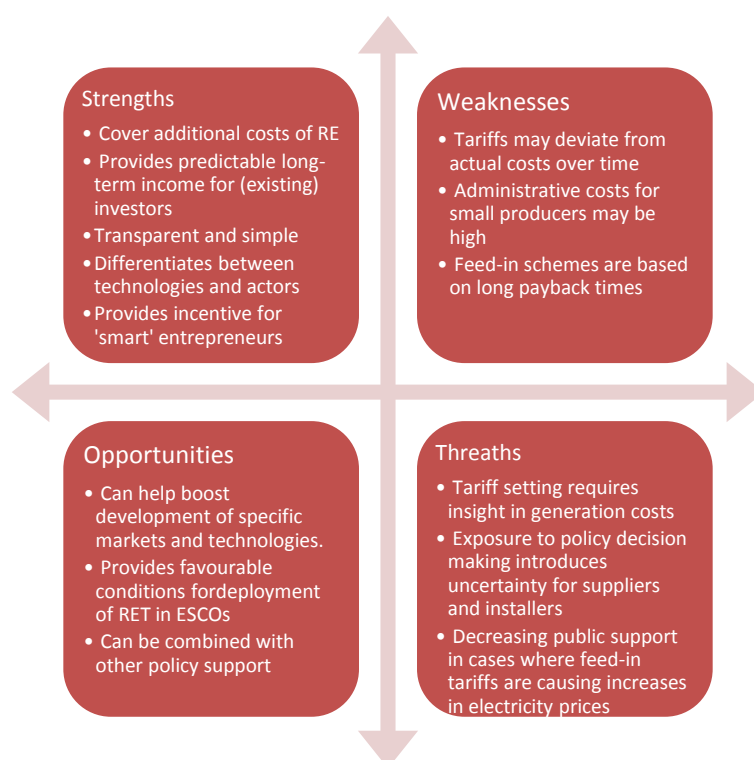 Strengths
• Cover additional costs of RE
• Provides predictable long-
term income for (existing)
investors
•Transparent and simple
•Differentiates between
technologies and actors
•Provides incentive for
'smart' entrepreneurs
Weaknesses
• Tariffs may deviate from
actual costs over time
• Administrative costs for
small producers may be
high
• Feed-in schemes are based
on long payback times
Opportunities
• Can help boost
development of specific
markets and technologies.
• Provides favourable
conditions fordeployment
of RET in ESCOs
• Can be combined with
other policy support
Threaths
• Tariff setting requires
insight in generation costs
• Exposure to policy decision
making introduces
uncertainty for suppliers
and installers
• Decreasing public support
in cases where feed-in
tariffs are causing increases
in electricity prices